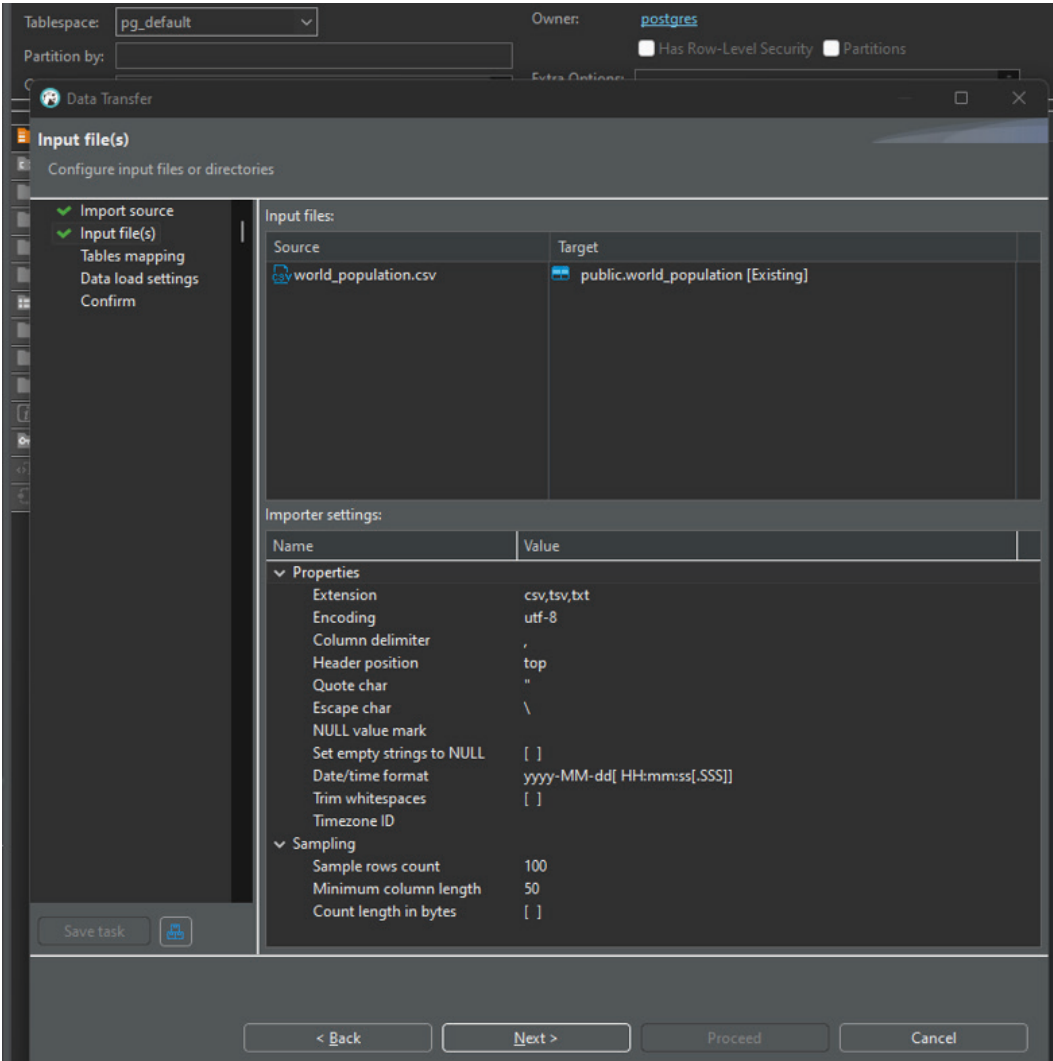 Tablespace: pg_default Owner: postgres
Partition by: Has Row-Level Security Partitions
Extra Options:
Data Transfer
Input file(s)
Configure input files or directories
Import source
Input file(s)
Tables mapping
Data load settings
Confirm
Input files:
Source Target
world_population.csv public.world_population [Existing]
Importer settings:
Name Value
Properties
Extension csv,tsv,txt
Encoding utf-8
Column delimiter ,
Header position top
Quote char "
Escape char \
NULL value mark
Set empty strings to NULL [ ]
Date/time format yyyy-MM-dd[ HH:mm:ss[.SSS]]
Trim whitespaces [ ]
Timezone ID
Sampling
Sample rows count 100
Minimum column length 50
Count length in bytes [ ]
Save task
< Back Next > Proceed Cancel